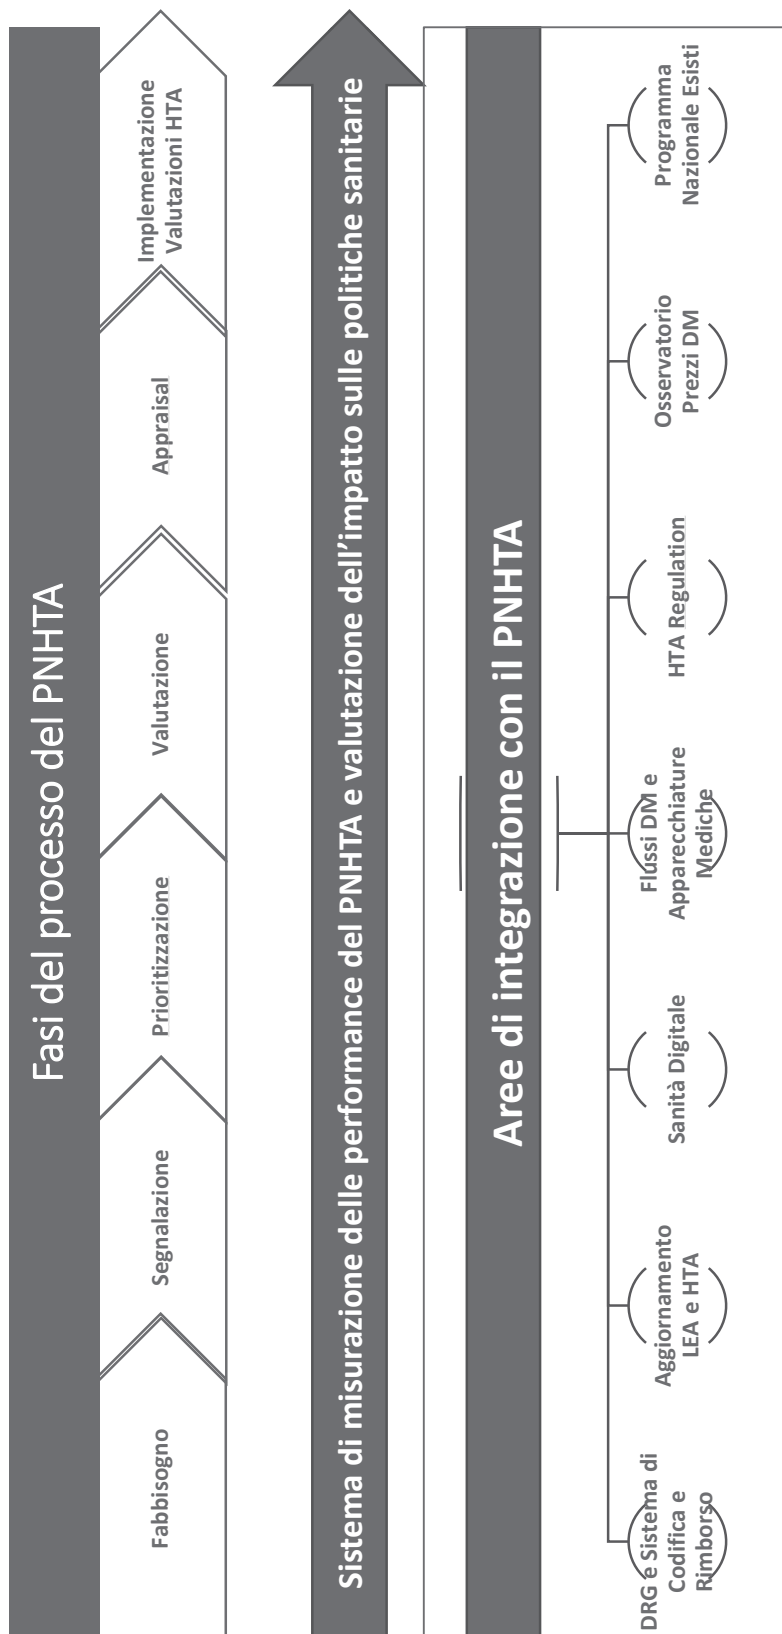 Fasi del processo del PNHTA
Fabbisogno
Segnalazione
Prioritizzazione
Valutazione
Appraisal
Implementazione
Valutazioni HTA
Sistema di misurazione delle performance del PNHTA e valutazione dell'impatto sulle politiche sanitarie
Aree di integrazione con il PNHTA
DRG e Sistema di
Codifica e
Rimborso
Aggiornamento
LEA e HTA
Sanità Digitale
Flussi DM e
Apparecchiature
Mediche
HTA Regulation
Osservatorio
Prezzi DM
Programma
Nazionale Esisti